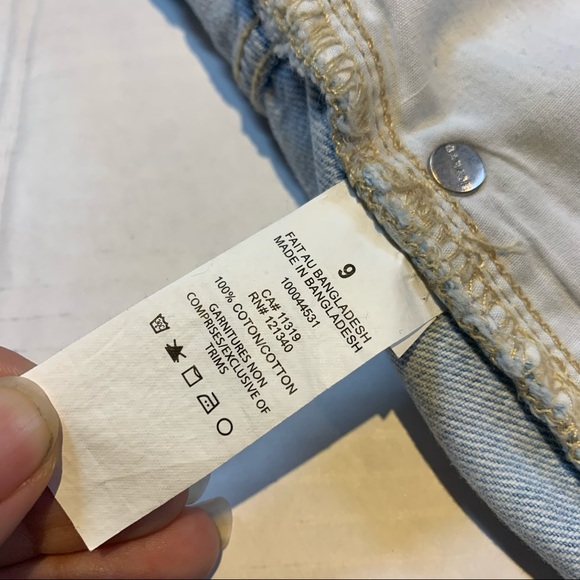 9
FAIT AU BANGLADESH
MADE IN BANGLADESH
100044531
CA# 11319
RN# 121340
100% COTON/COTTON
GARNITURES NON
COMPRISES/EXCLUSIVE OF
TRIMS